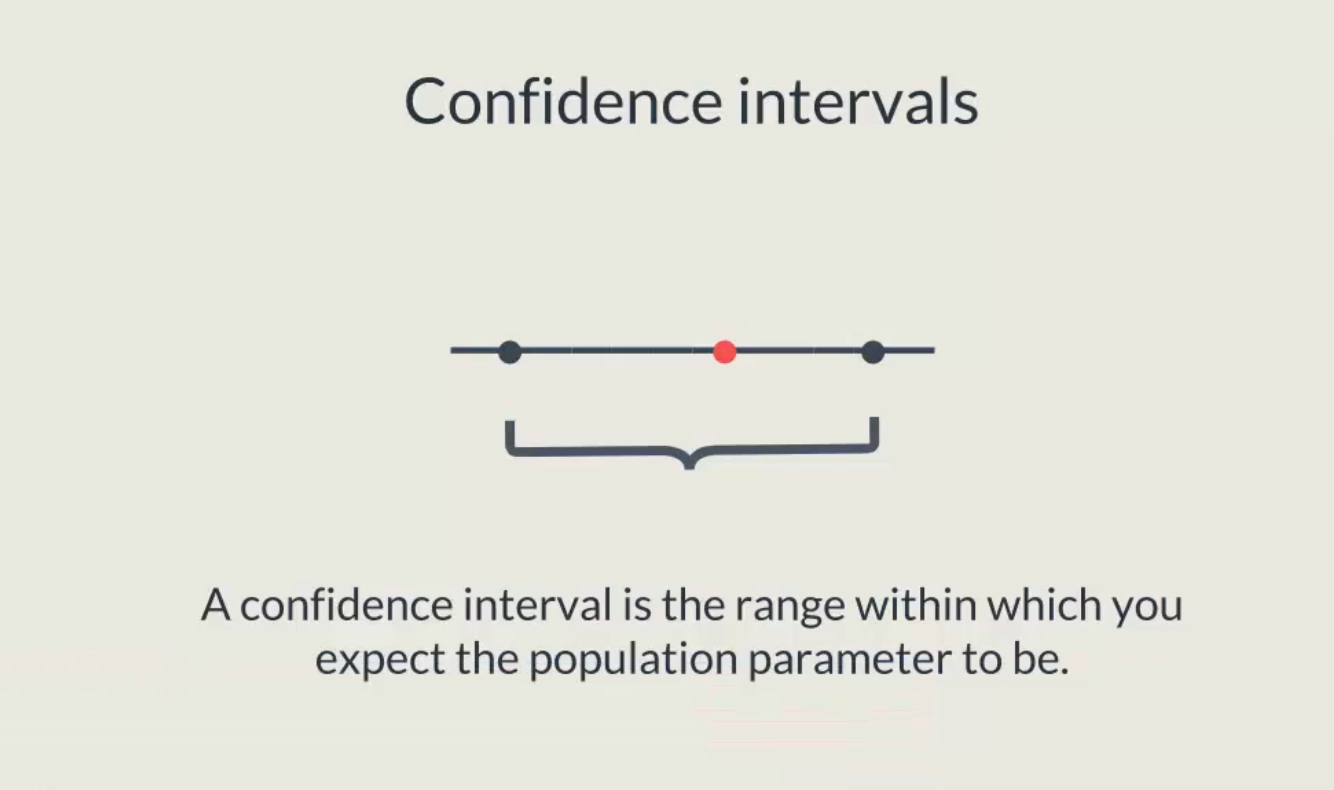 Confidence intervals
A confidence interval is the range within which you
expect the population parameter to be.